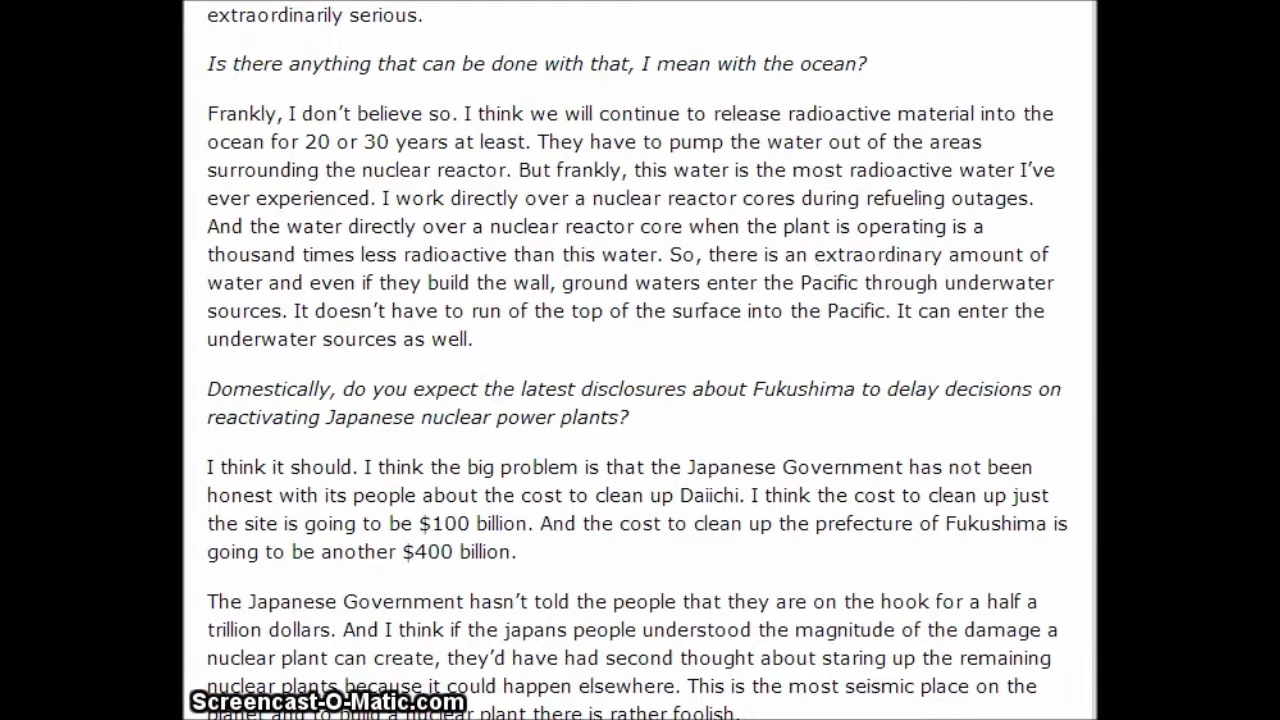 extraordinarily serious.
Is there anything that can be done with that, I mean with the ocean?
Frankly, I don’t believe so. I think we will continue to release radioactive material into the
ocean for 20 or 30 years at least. They have to pump the water out of the areas
surrounding the nuclear reactor. But frankly, this water is the most radioactive water I’ve
ever experienced. I work directly over a nuclear reactor cores during refueling outages.
And the water directly over a nuclear reactor core when the plant is operating is a
thousand times less radioactive than this water. So, there is an extraordinary amount of
water and even if they build the wall, ground waters enter the Pacific through underwater
sources. It doesn’t have to run of the top of the surface into the Pacific. It can enter the
underwater sources as well.
Domestically, do you expect the latest disclosures about Fukushima to delay decisions on
reactivating Japanese nuclear power plants?
I think it should. I think the big problem is that the Japanese Government has not been
honest with its people about the cost to clean up Daiichi. I think the cost to clean up just
the site is going to be $100 billion. And the cost to clean up the prefecture of Fukushima is
going to be another $400 billion.
The Japanese Government hasn’t told the people that they are on the hook for a half a
trillion dollars. And I think if the japans people understood the magnitude of the damage a
nuclear plant can create, they’d have had second thought about staring up the remaining
nuclear plants because it could happen elsewhere. This is the most seismic place on the
Screencast-O-Matic.com
planet and to build a nuclear plant there is rather foolish.